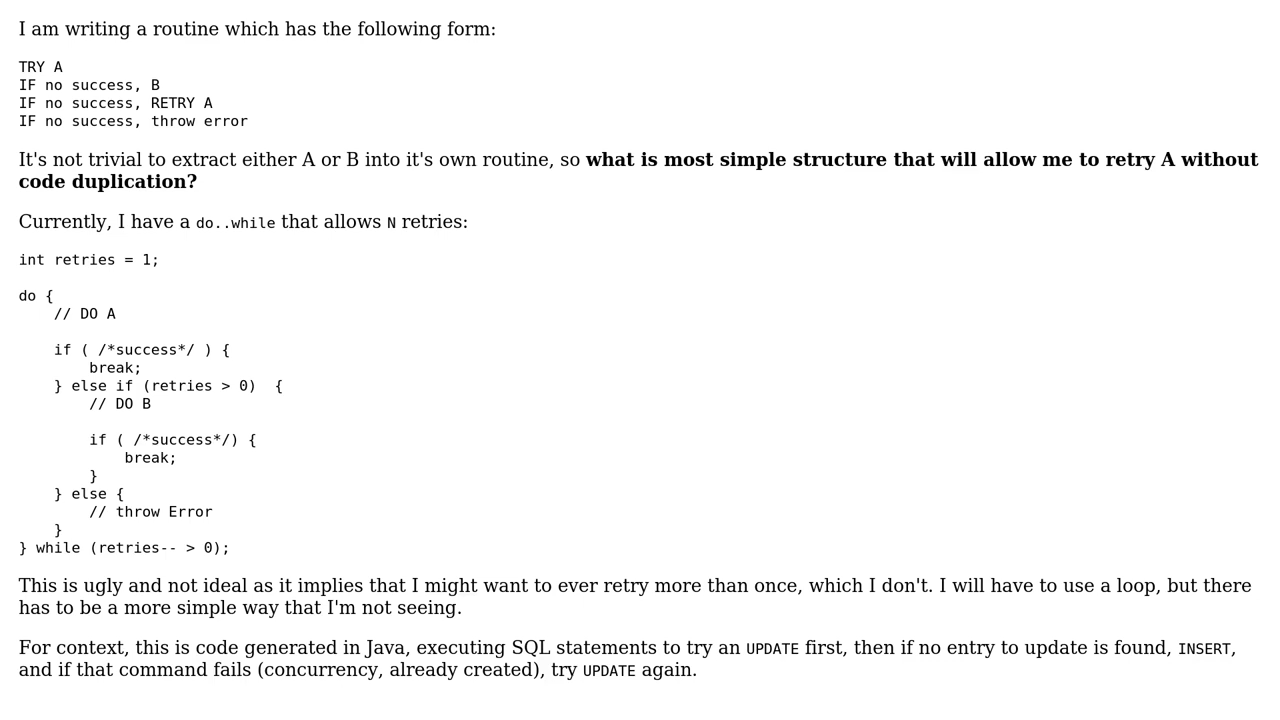 I am writing a routine which has the following form:
TRY A
IF no success, B
IF no success, RETRY A
IF no success, throw error
It's not trivial to extract either A or B into it's own routine, so what is most simple structure that will allow me to retry A without
code duplication?
Currently, I have a do..while that allows N retries:
int retries = 1;
do {
    // DO A
    if ( /*success*/ ) {
        break;
    } else if (retries > 0)  {
        // DO B
        if ( /*success*/) {
            break;
        }
    } else {
        // throw Error
    }
} while (retries-- > 0);
This is ugly and not ideal as it implies that I might want to ever retry more than once, which I don't. I will have to use a loop, but there
has to be a more simple way that I'm not seeing.
For context, this is code generated in Java, executing SQL statements to try an UPDATE first, then if no entry to update is found, INSERT,
and if that command fails (concurrency, already created), try UPDATE again.